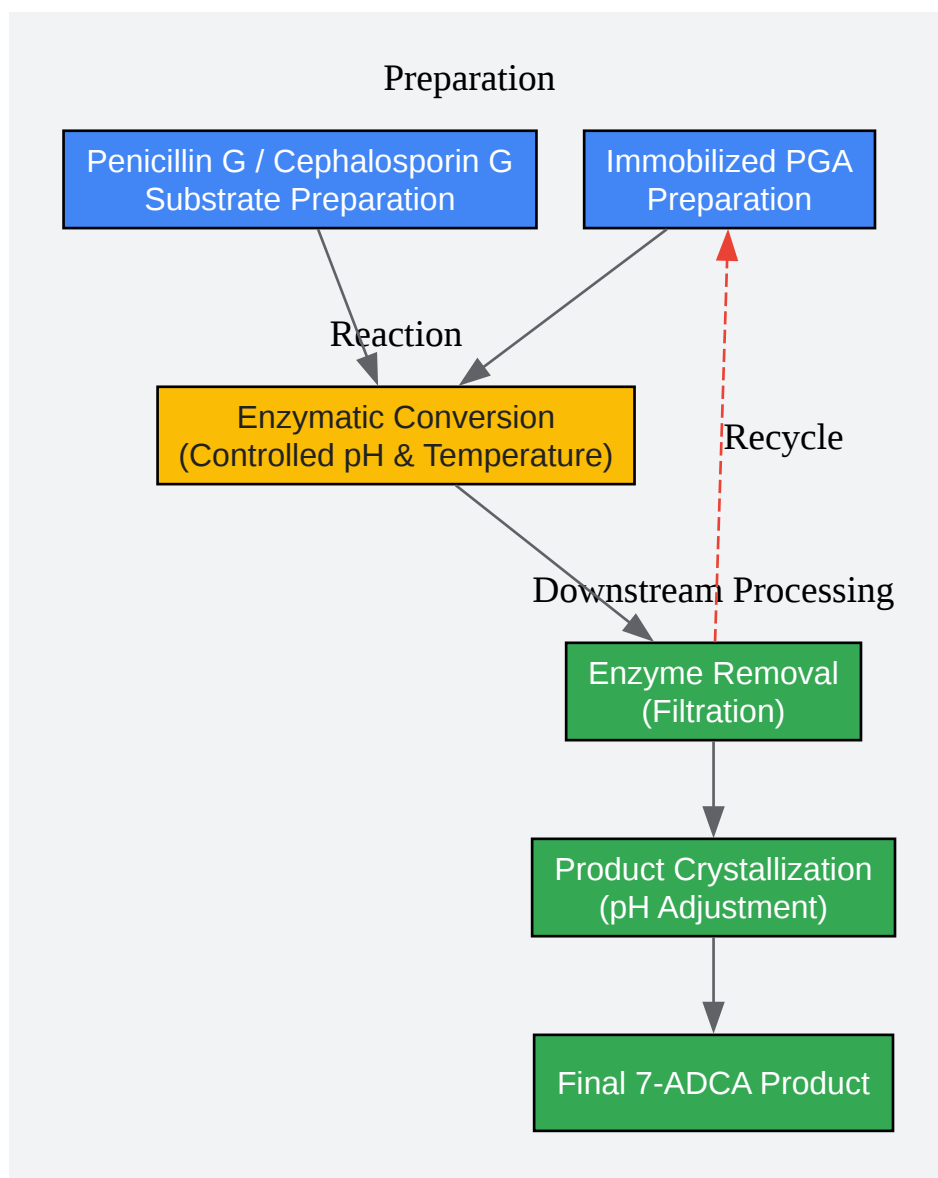 Preparation
Penicillin G / Cephalosporin G
Substrate Preparation
Immobilized PGA
Preparation
Reaction
Enzymatic Conversion
(Controlled pH & Temperature)
Recycle
Downstream Processing
Enzyme Removal
(Filtration)
Product Crystallization
(pH Adjustment)
Final 7-ADCA Product